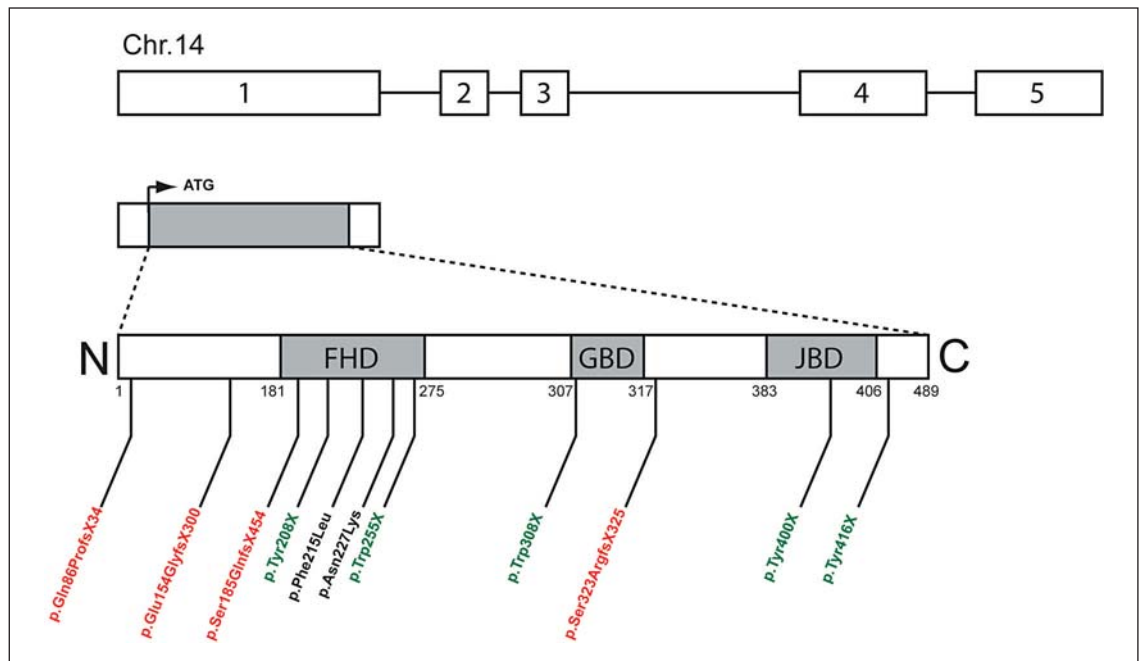 Chr.14
1 2 3 4 5
ATG
N FHD GBD JBD C
1 181 275 307 317 383 406 489
p.Gln86ProfsX34
p.Glu154GlyfsX300
p.Ser185GlnfsX454
p.Tyr208X
p.Phe215Leu
p.Asn227Lys
p.Trp255X
p.Trp308X
p.Ser323ArgfsX325
p.Tyr400X
p.Tyr416X